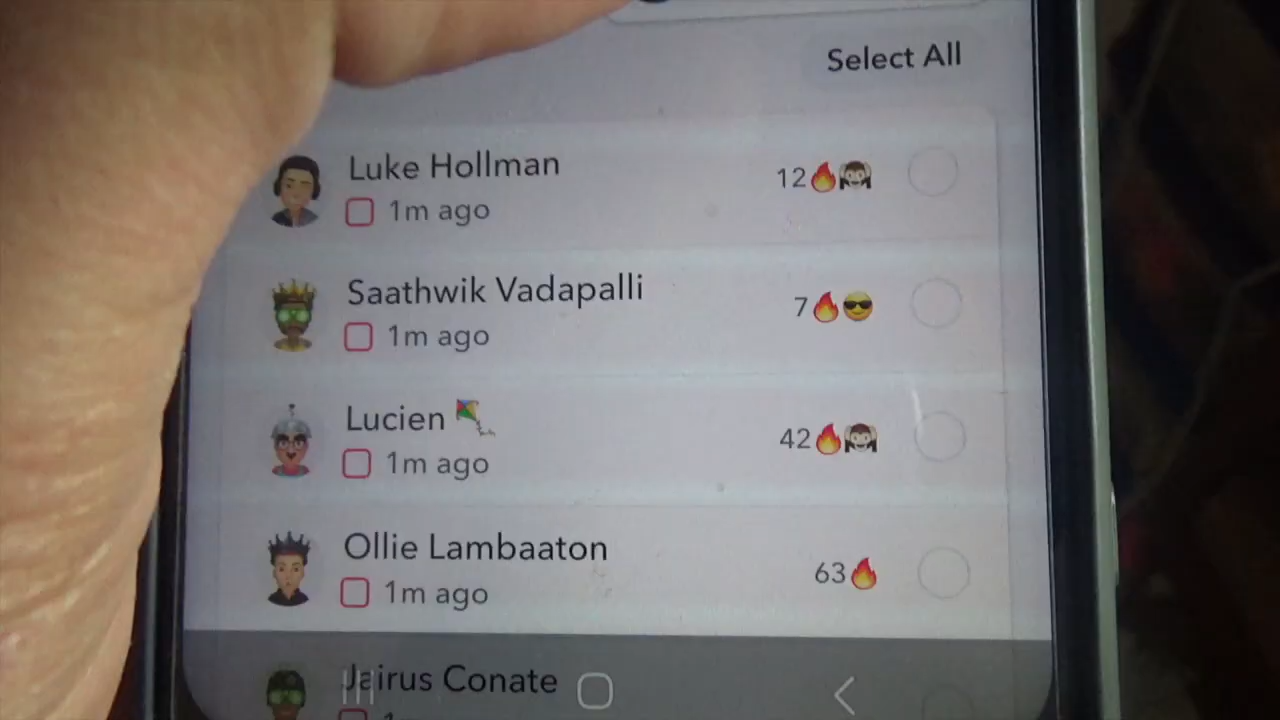 Select All
Luke Hollman
1m ago
12🔥🙉
Saathwik Vadapalli
1m ago
7🔥😎
Lucien 🪁
1m ago
42🔥🙉
Ollie Lambaaton
1m ago
63🔥
Jairus Conate